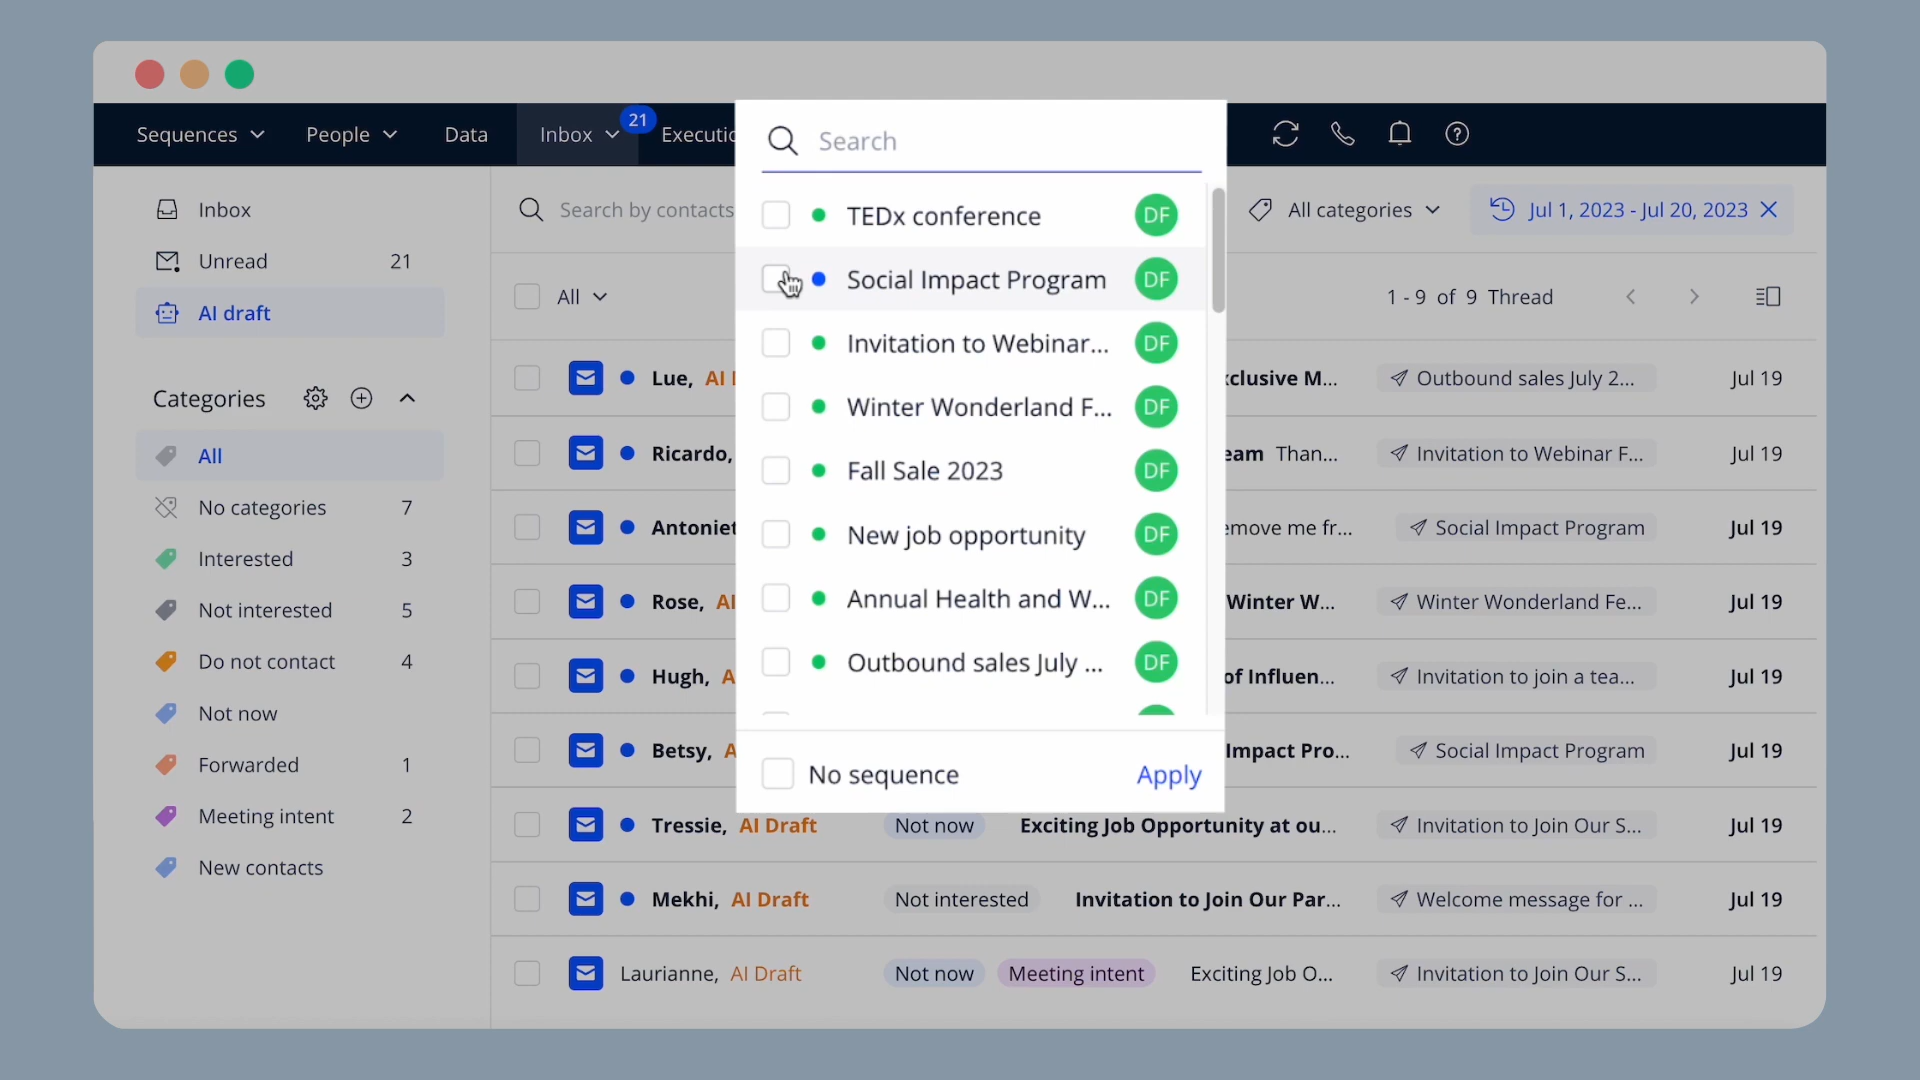 Sequences People Data Inbox 21
Search
Inbox
Unread 21
AI draft
Categories
All
No categories 7
Interested 3
Not interested 5
Do not contact 4
Not now
Forwarded 1
Meeting intent 2
New contacts
Search by contacts
All categories
Jul 1, 2023 - Jul 20, 2023
All
1 - 9 of 9 Thread
TEDx conference DF
Social Impact Program DF
Invitation to Webinar... DF
Winter Wonderland F... DF
Fall Sale 2023 DF
New job opportunity DF
Annual Health and W... DF
Outbound sales July ... DF
No sequence Apply
Lue, AI M... Outbound sales July 2... Jul 19
Ricardo, Than... Invitation to Webinar F... Jul 19
me fr... Social Impact Program Jul 19
Rose, Winter W... Winter Wonderland Fe... Jul 19
Hugh, of Influen... Invitation to join a tea... Jul 19
Betsy, Impact Pro... Social Impact Program Jul 19
Tressie, AI Draft Not now Exciting Job Opportunity at ou... Invitation to Join Our S... Jul 19
Mekhi, AI Draft Not interested Invitation to Join Our Par... Welcome message for ... Jul 19
Laurianne, AI Draft Not now Meeting intent Exciting Job O... Invitation to Join Our S... Jul 19